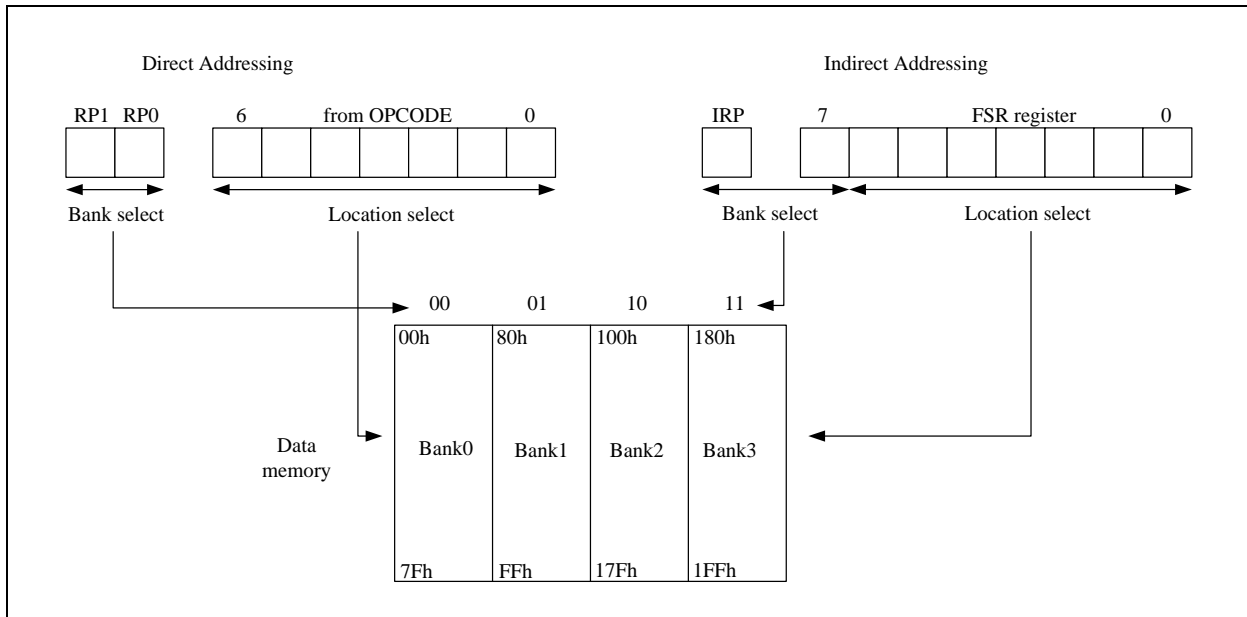 Direct Addressing
Indirect Addressing
RP1 RP0
6 from OPCODE 0
IRP
7 FSR register 0
Bank select
Location select
Bank select
Location select
00 01 10 11
00h 80h 100h 180h
Data
memory
Bank0 Bank1 Bank2 Bank3
7Fh FFh 17Fh 1FFh